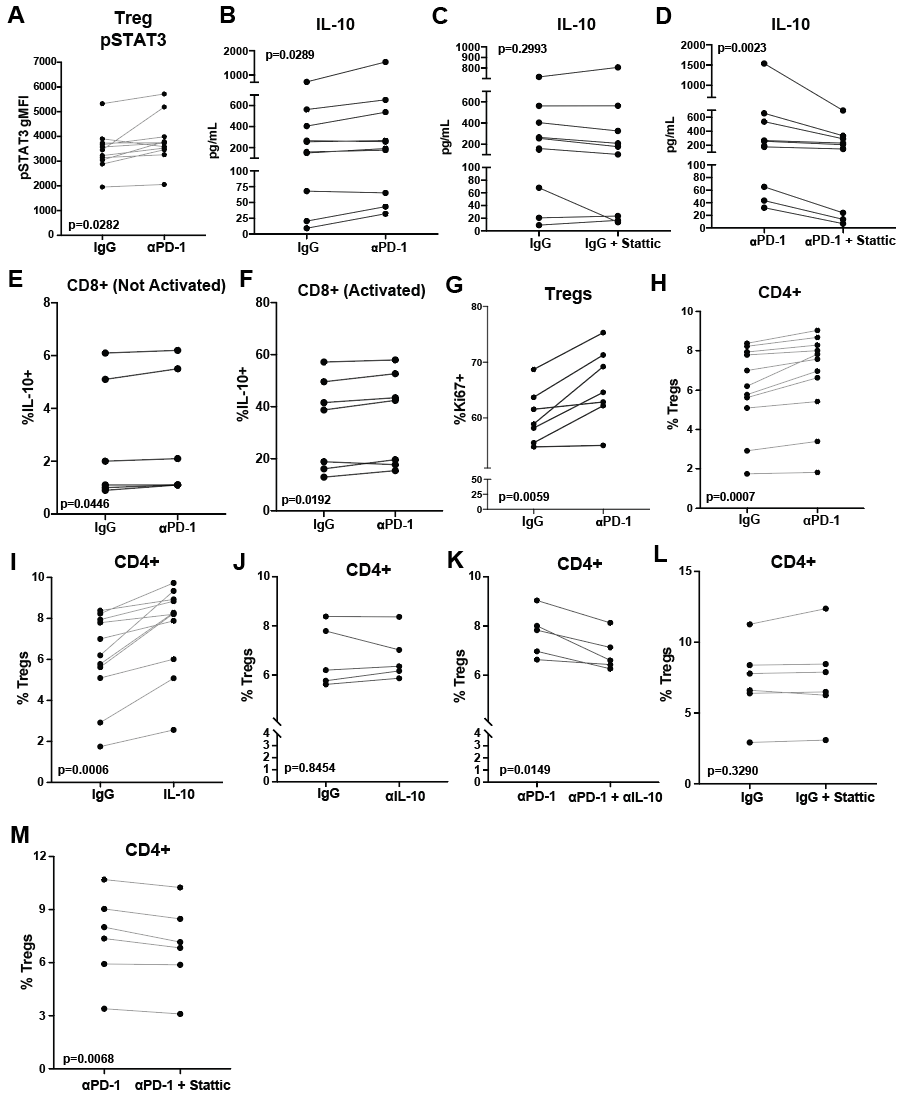 A
Treg
pSTAT3
pSTAT3 gMFI
7000
6000
5000
4000
3000
2000
1000
0
p=0.0282
IgG
αPD-1
B
IL-10
pg/mL
2000
1000
600
400
200
100
75
50
25
0
p=0.0289
IgG
αPD-1
C
IL-10
pg/mL
1000
900
800
600
400
200
100
80
60
40
20
0
p=0.2993
IgG
IgG + Stattic
D
IL-10
pg/mL
2000
1500
1000
600
400
200
100
80
60
40
20
0
p=0.0023
αPD-1
αPD-1 + Stattic
E
CD8+ (Not Activated)
%IL-10+
8
6
4
2
0
p=0.0446
IgG
αPD-1
F
CD8+ (Activated)
%IL-10+
80
60
40
20
0
p=0.0192
IgG
αPD-1
G
Tregs
%Ki67+
80
70
60
50
25
0
p=0.0059
IgG
αPD-1
H
CD4+
% Tregs
10
8
6
4
2
0
p=0.0007
IgG
αPD-1
I
CD4+
% Tregs
10
8
6
4
2
0
p=0.0006
IgG
IL-10
J
CD4+
% Tregs
10
8
6
4
3
2
1
0
p=0.8454
IgG
αIL-10
K
CD4+
% Tregs
10
8
6
4
3
2
1
0
p=0.0149
αPD-1
αPD-1 + αIL-10
L
CD4+
% Tregs
15
10
5
0
p=0.3290
IgG
IgG + Stattic
M
CD4+
% Tregs
12
9
6
3
0
p=0.0068
αPD-1
αPD-1 + Stattic